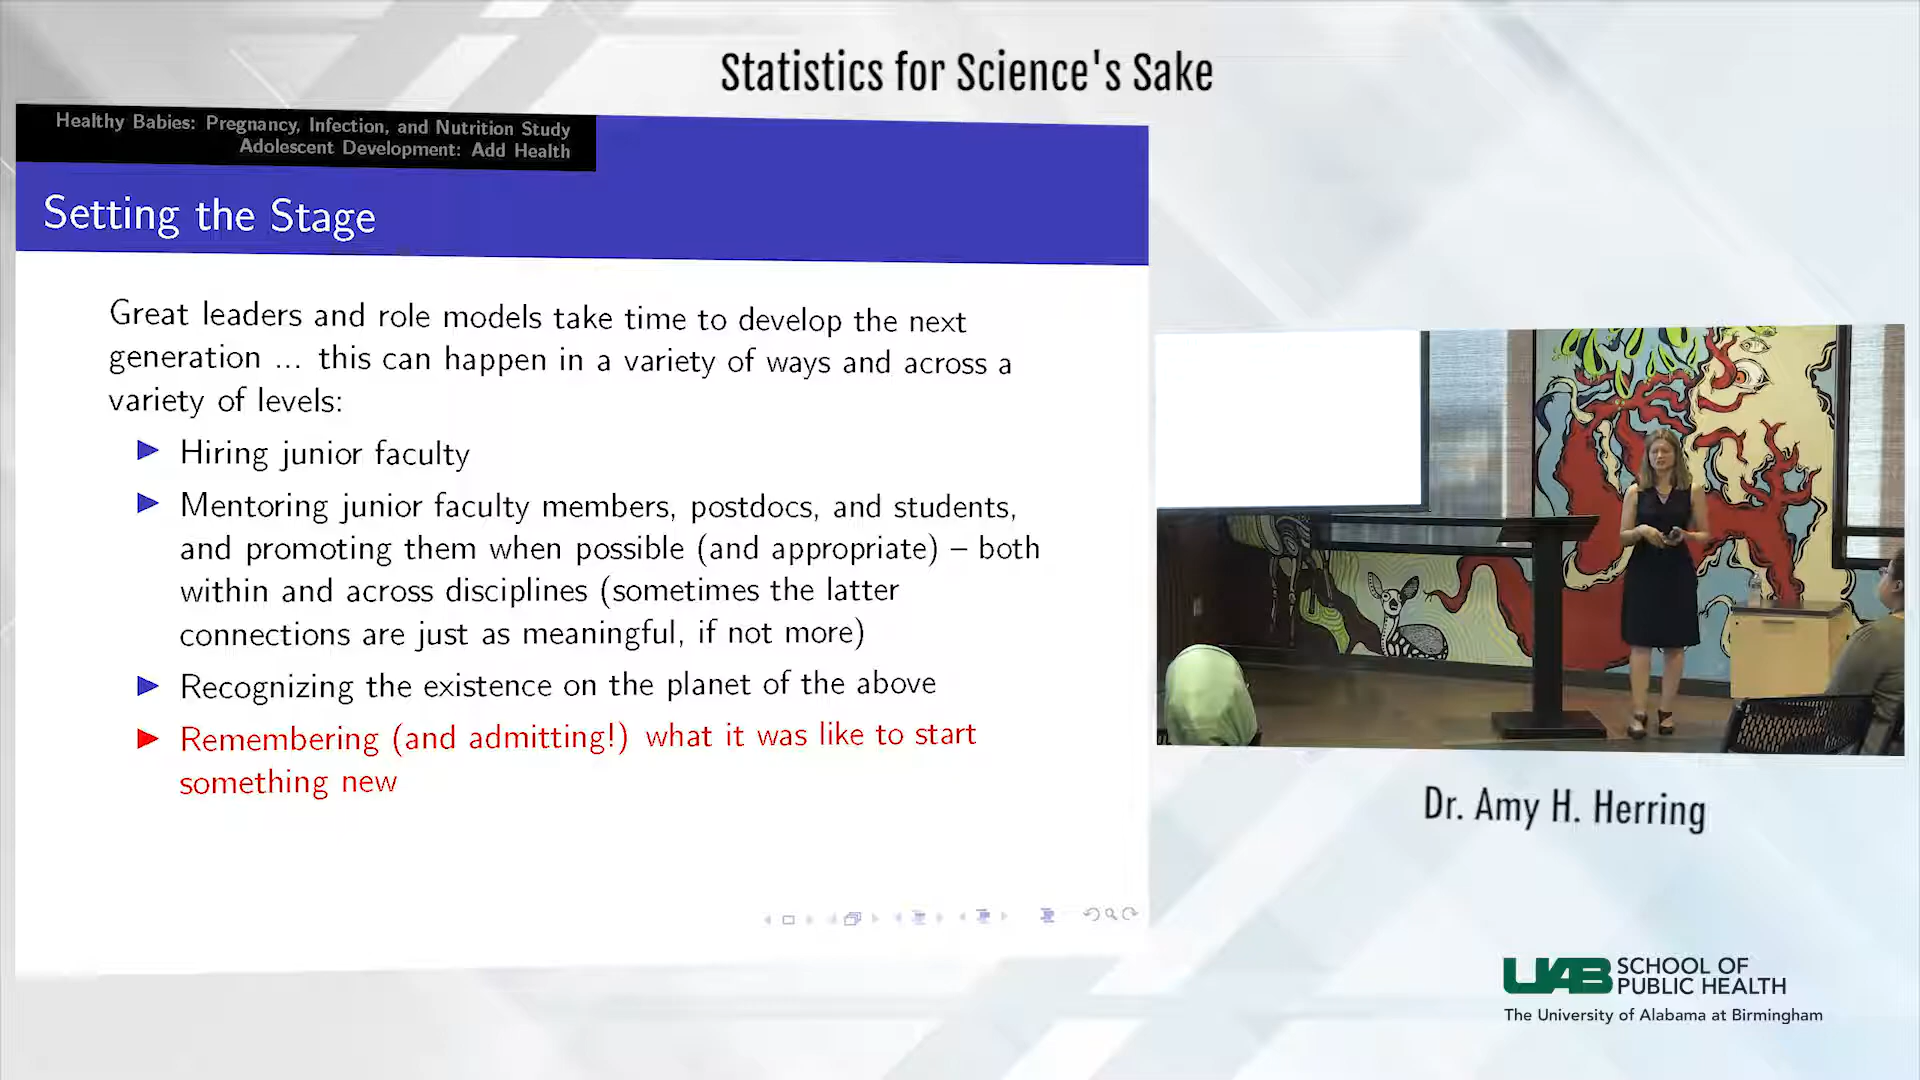 Statistics for Science's Sake
Healthy Babies: Pregnancy, Infection, and Nutrition Study
Adolescent Development: Add Health
Setting the Stage
Great leaders and role models take time to develop the next
generation ... this can happen in a variety of ways and across a
variety of levels:
Hiring junior faculty
Mentoring junior faculty members, postdocs, and students,
and promoting them when possible (and appropriate) – both
within and across disciplines (sometimes the latter
connections are just as meaningful, if not more)
Recognizing the existence on the planet of the above
Remembering (and admitting!) what it was like to start
something new
Dr. Amy H. Herring
UAB SCHOOL OF
PUBLIC HEALTH
The University of Alabama at Birmingham